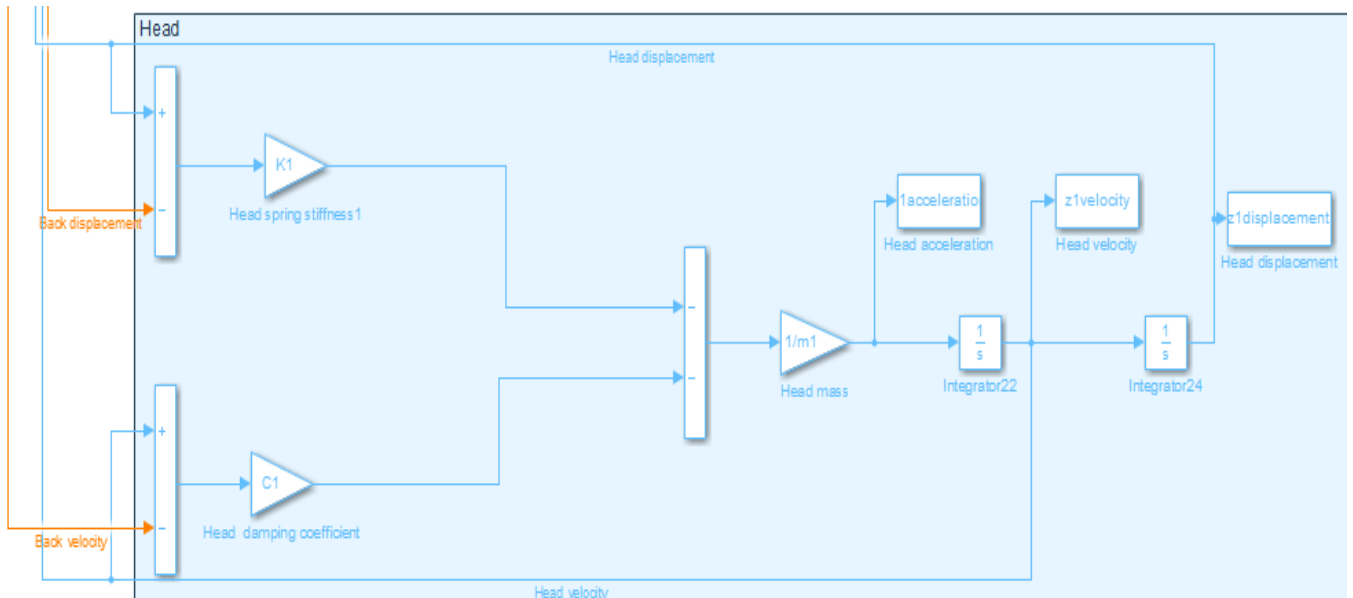 Head
Head displacement
+
K1
1acceleratio
z1velocity
-
z1displacement
Back displacement
Head spring stiffness1
Head acceleration
Head velocity
Head displacement
-
1/m1
1
s
1
s
-
Head mass
Integrator22
Integrator24
+
C1
-
Back velocity
Head damping coefficient
Head velocity